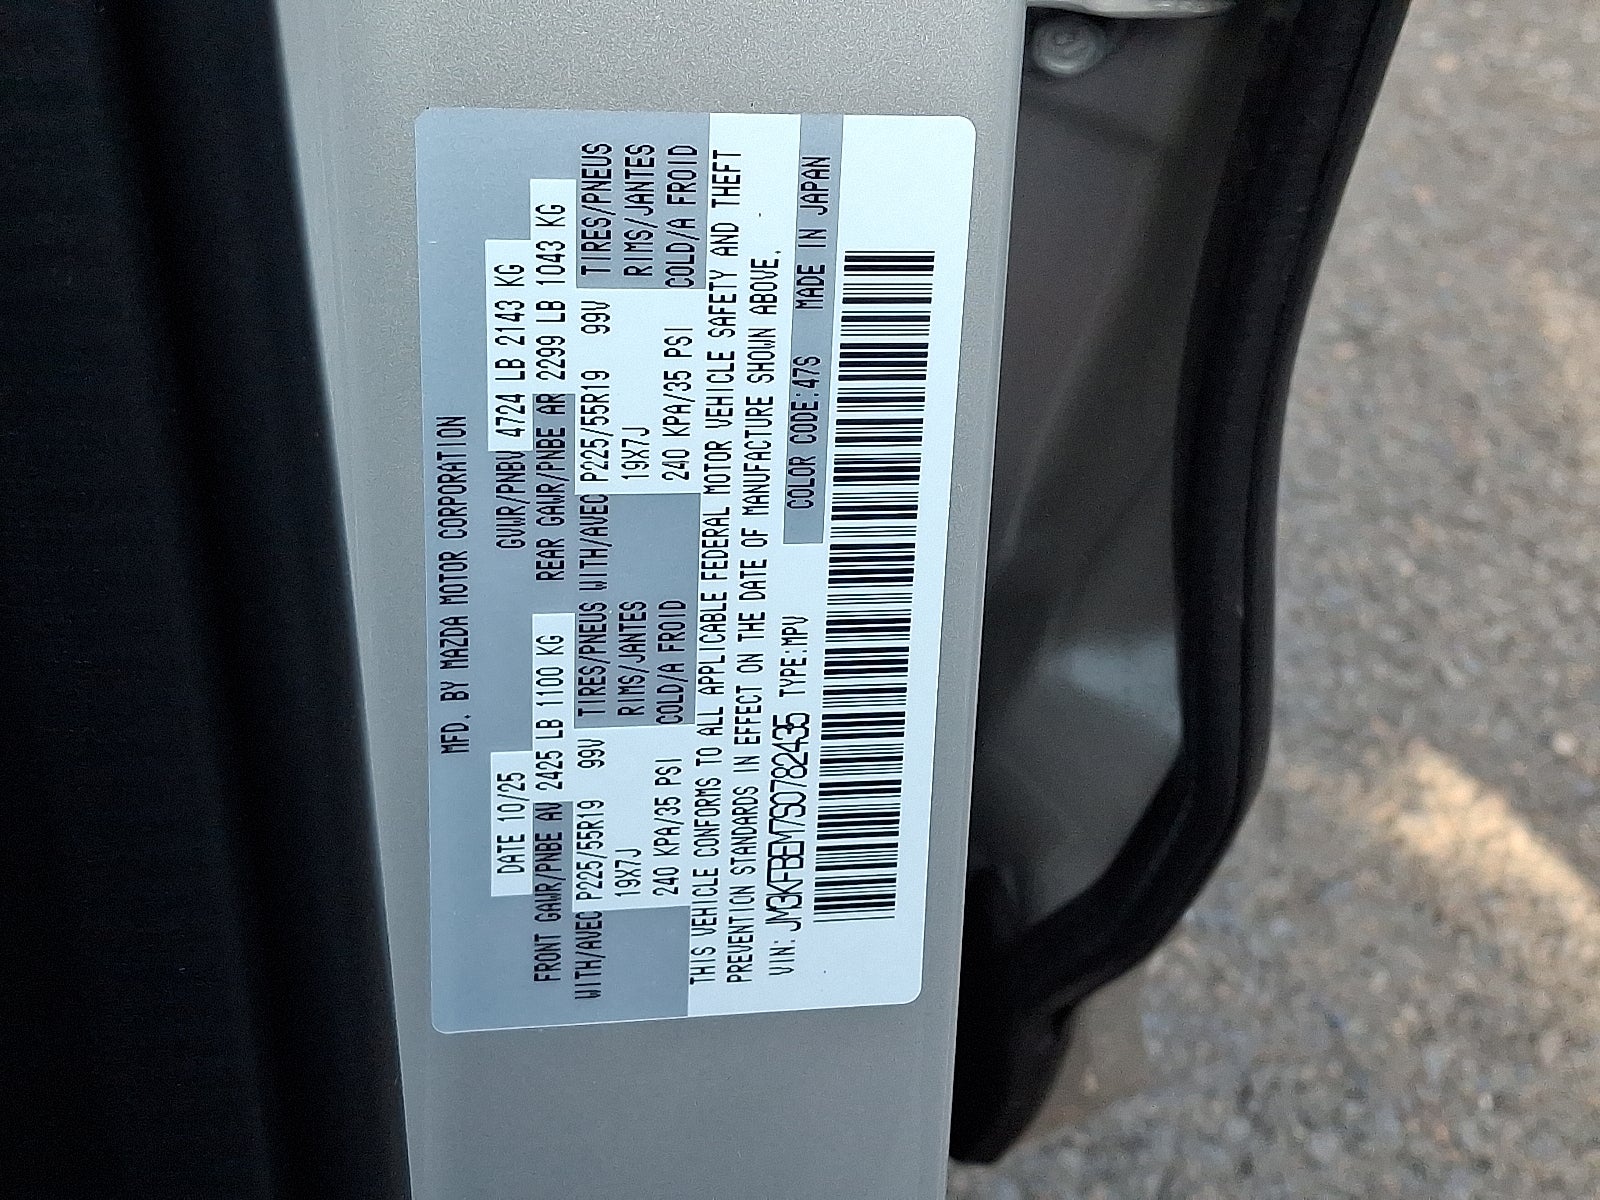 MFD. BY MAZDA MOTOR CORPORATION
DATE 10/25 GVWR/PNBV 4724 LB 2143 KG
FRONT GAWR/PNBE AV 2425 LB 1100 KG REAR GAWR/PNBE AR 2299 LB 1043 KG
WITH/AVEC P225/55R19 99V TIRES/PNEUS WITH/AVEC P225/55R19 99V TIRES/PNEUS
19X7J RIMS/JANTES 19X7J RIMS/JANTES
240 KPA/35 PSI COLD/A FROID 240 KPA/35 PSI COLD/A FROID
THIS VEHICLE CONFORMS TO ALL APPLICABLE FEDERAL MOTOR VEHICLE SAFETY AND THEFT
PREVENTION STANDARDS IN EFFECT ON THE DATE OF MANUFACTURE SHOWN ABOVE.
VIN: JM3KFBEM7S0782435 TYPE:MPV COLOR CODE:47S MADE IN JAPAN